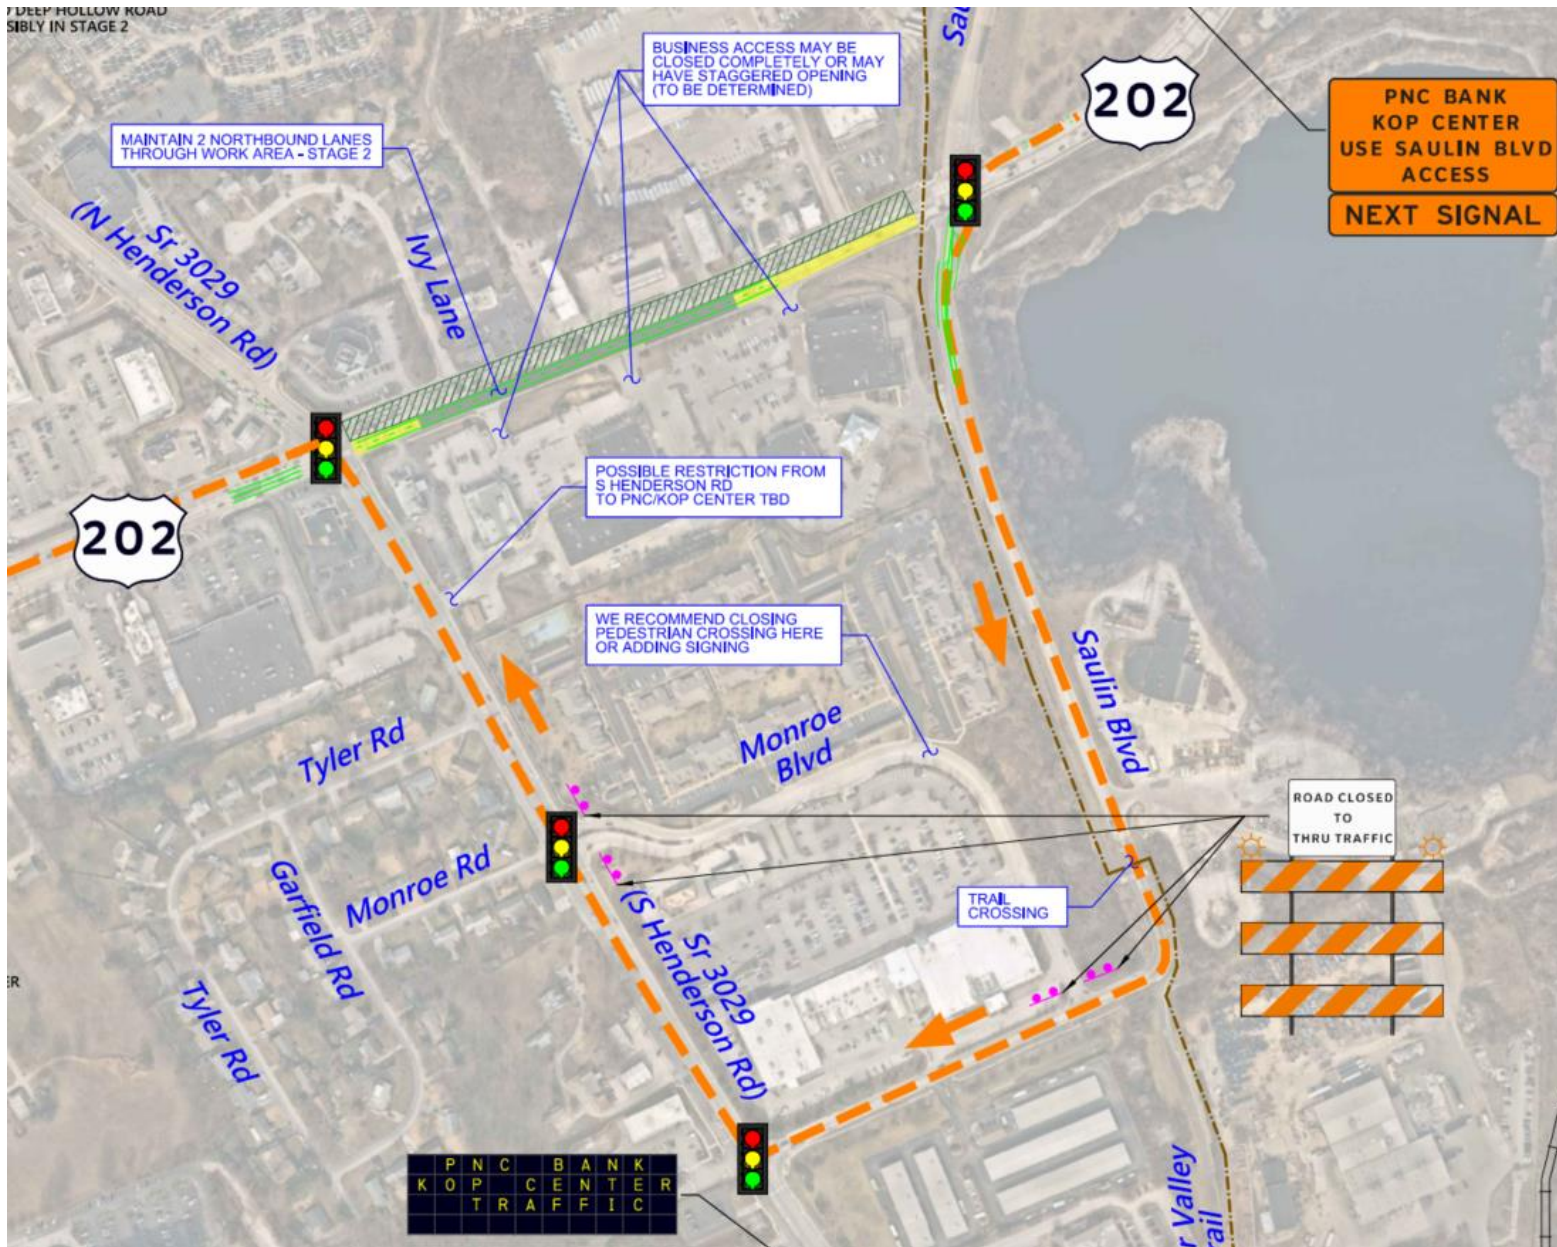 DEEP HOLLOW ROAD
SIBLY IN STAGE 2
BUSINESS ACCESS MAY BE
CLOSED COMPLETELY OR MAY
HAVE STAGGERED OPENING
(TO BE DETERMINED)
Sau
202
PNC BANK
KOP CENTER
USE SAULIN BLVD
ACCESS
NEXT SIGNAL
MAINTAIN 2 NORTHBOUND LANES
THROUGH WORK AREA - STAGE 2
Sr 3029
(N Henderson Rd)
Ivy Lane
POSSIBLE RESTRICTION FROM
S HENDERSON RD
TO PNC/KOP CENTER TBD
202
WE RECOMMEND CLOSING
PEDESTRIAN CROSSING HERE
OR ADDING SIGNING
Saulin Blvd
Tyler Rd
Monroe
Blvd
ROAD CLOSED
TO
THRU TRAFFIC
Monroe Rd
Garfield Rd
TRAIL
CROSSING
Sr 3029
(S Henderson Rd)
ER
Tyler Rd
PNC BANK
KOP CENTER
TRAFFIC
r Valley
rail